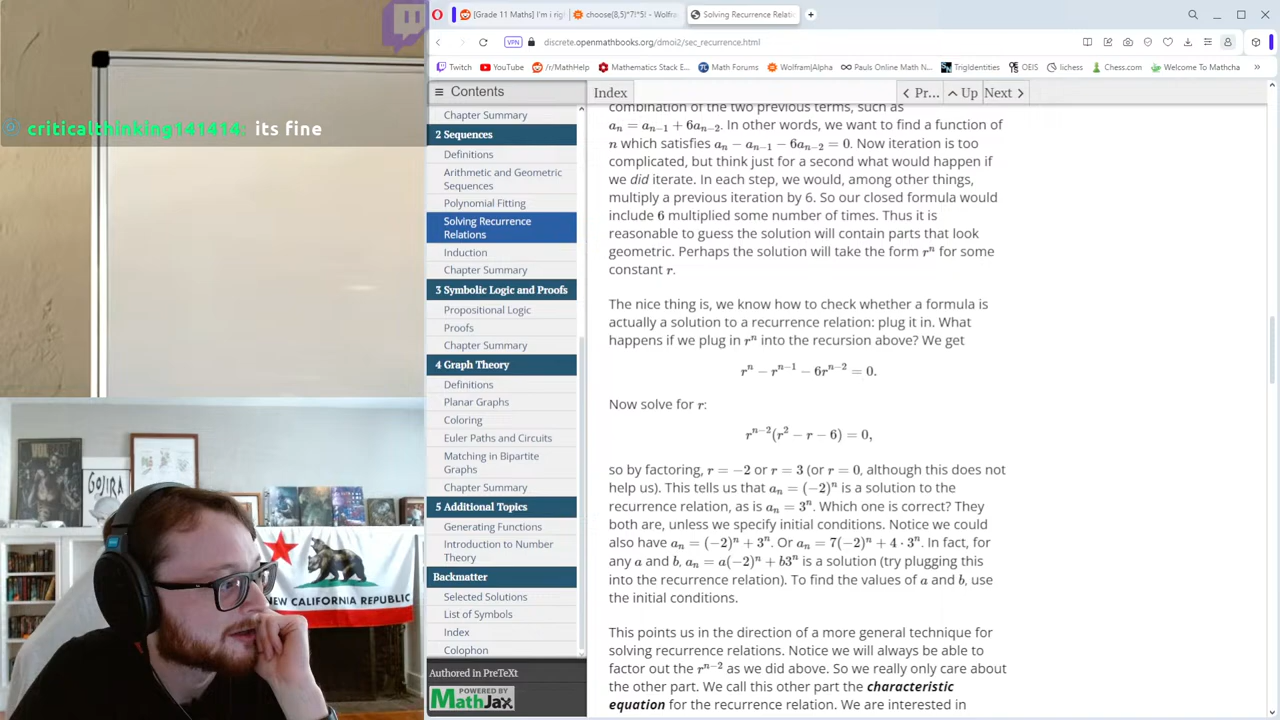 criticalthinking141414: its fine
VOL
GOJIRA
NEW CALIFORNIA REPUBLIC
[Grade 11 Maths] I'm i rig
choose(8,5)*7!*5! - Wolfra
Solving Recurrence Relatio
VPN
discrete.openmathbooks.org/dmoi2/sec_recurrence.html
Twitch
YouTube
/r/MathHelp
Mathematics Stack E...
Math Forums
Wolfram|Alpha
Pauls Online Math N...
TrigIdentities
OEIS
lichess
Chess.com
Welcome To Mathcha
Contents
Index
Pr...
Up
Next
Chapter Summary
2 Sequences
Definitions
Arithmetic and Geometric
Sequences
Polynomial Fitting
Solving Recurrence
Relations
Induction
Chapter Summary
3 Symbolic Logic and Proofs
Propositional Logic
Proofs
Chapter Summary
4 Graph Theory
Definitions
Planar Graphs
Coloring
Euler Paths and Circuits
Matching in Bipartite
Graphs
Chapter Summary
5 Additional Topics
Generating Functions
Introduction to Number
Theory
Backmatter
Selected Solutions
List of Symbols
Index
Colophon
Authored in PreTeXt
POWERED BY
MathJax
combination of the two previous terms, such as
aₙ = aₙ₋₁ + 6aₙ₋₂. In other words, we want to find a function of
n which satisfies aₙ − aₙ₋₁ − 6aₙ₋₂ = 0. Now iteration is too
complicated, but think just for a second what would happen if
we did iterate. In each step, we would, among other things,
multiply a previous iteration by 6. So our closed formula would
include 6 multiplied some number of times. Thus it is
reasonable to guess the solution will contain parts that look
geometric. Perhaps the solution will take the form rⁿ for some
constant r.
The nice thing is, we know how to check whether a formula is
actually a solution to a recurrence relation: plug it in. What
happens if we plug in rⁿ into the recursion above? We get
rⁿ − rⁿ⁻¹ − 6rⁿ⁻² = 0.
Now solve for r:
rⁿ⁻²(r² − r − 6) = 0,
so by factoring, r = −2 or r = 3 (or r = 0, although this does not
help us). This tells us that aₙ = (−2)ⁿ is a solution to the
recurrence relation, as is aₙ = 3ⁿ. Which one is correct? They
both are, unless we specify initial conditions. Notice we could
also have aₙ = (−2)ⁿ + 3ⁿ. Or aₙ = 7(−2)ⁿ + 4 · 3ⁿ. In fact, for
any a and b, aₙ = a(−2)ⁿ + b3ⁿ is a solution (try plugging this
into the recurrence relation). To find the values of a and b, use
the initial conditions.
This points us in the direction of a more general technique for
solving recurrence relations. Notice we will always be able to
factor out the rⁿ⁻² as we did above. So we really only care about
the other part. We call this other part the characteristic
equation for the recurrence relation. We are interested in